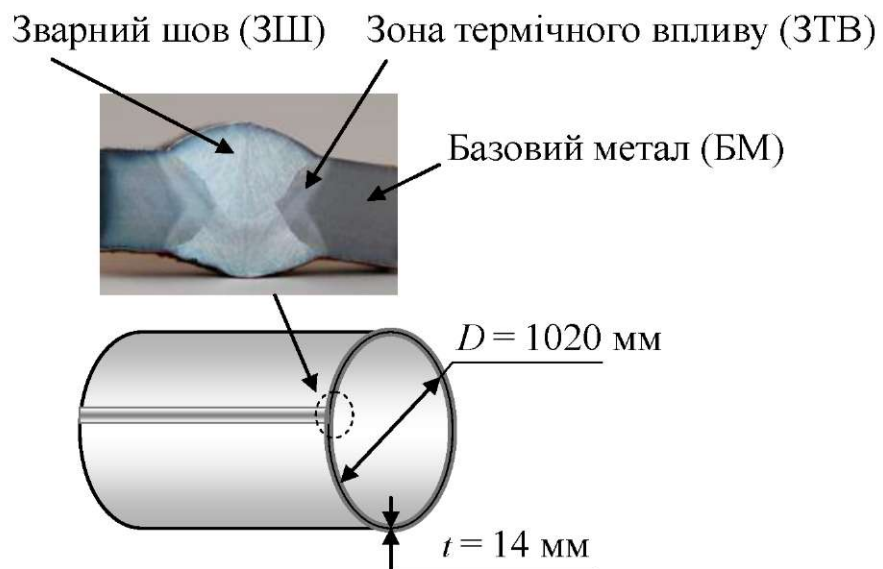 Зварний шов (ЗШ)
Зона термічного впливу (ЗТВ)
Базовий метал (БМ)
D = 1020 мм
t = 14 мм